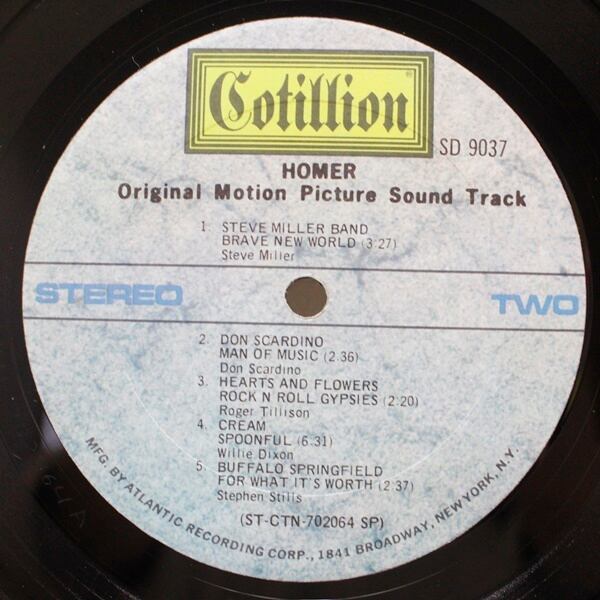 Cotillion®
SD 9037
HOMER
Original Motion Picture Sound Track
1. STEVE MILLER BAND
BRAVE NEW WORLD (3:27)
Steve Miller
STEREO
TWO
2. DON SCARDINO
MAN OF MUSIC (2:36)
Don Scardino
3. HEARTS AND FLOWERS
ROCK N ROLL GYPSIES (2:20)
Roger Tillison
4. CREAM
SPOONFUL (6:31)
Willie Dixon
5. BUFFALO SPRINGFIELD
FOR WHAT IT'S WORTH (2:37)
Stephen Stills
(ST-CTN-702064 SP)
MFG. BY ATLANTIC RECORDING CORP., 1841 BROADWAY, NEW YORK, N.Y.